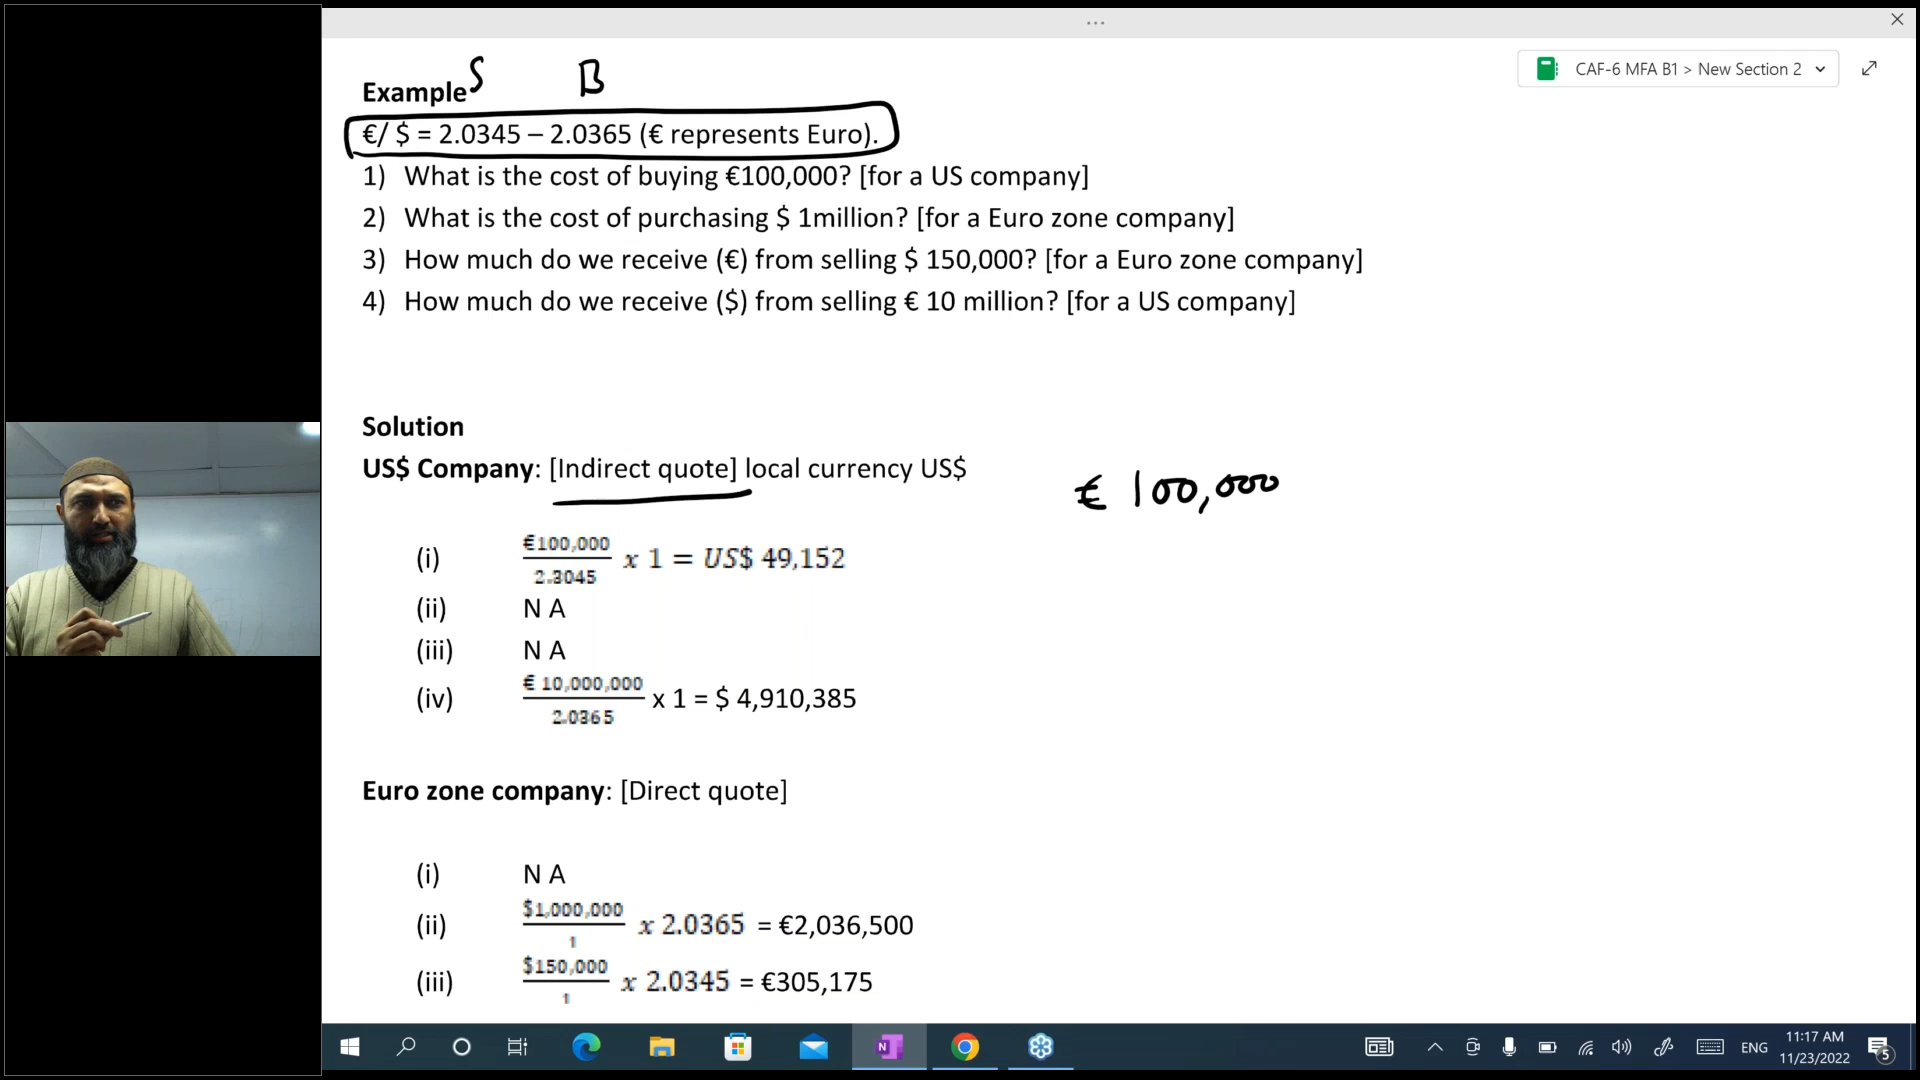 CAF-6 MFA B1 > New Section 2
S B
Example
€/ $ = 2.0345 – 2.0365 (€ represents Euro).
1) What is the cost of buying €100,000? [for a US company]
2) What is the cost of purchasing $ 1million? [for a Euro zone company]
3) How much do we receive (€) from selling $ 150,000? [for a Euro zone company]
4) How much do we receive ($) from selling € 10 million? [for a US company]
Solution
US$ Company: [Indirect quote] local currency US$
€ 100,000
(i) €100,000 / 2.3045 x 1 = US$ 49,152
(ii) N A
(iii) N A
(iv) € 10,000,000 / 2.0365 x 1 = $ 4,910,385
Euro zone company: [Direct quote]
(i) N A
(ii) $1,000,000 / 1 x 2.0365 = €2,036,500
(iii) $150,000 / 1 x 2.0345 = €305,175
ENG
11:17 AM
11/23/2022
5